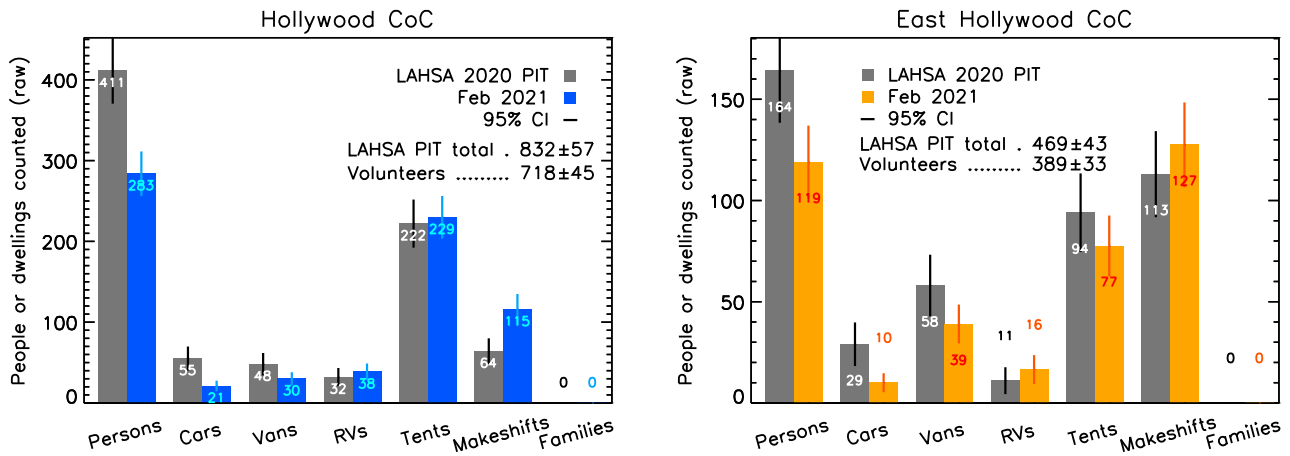 Hollywood CoC
People or dwellings counted (raw)
400
300
200
100
0
LAHSA 2020 PIT
Feb 2021
95% CI
LAHSA PIT total . 832±57
Volunteers ......... 718±45
411
283
55
21
48
30
32
38
222
229
64
115
0
0
Persons
Cars
Vans
RVs
Tents
Makeshifts
Families
East Hollywood CoC
People or dwellings counted (raw)
150
100
50
0
LAHSA 2020 PIT
Feb 2021
95% CI
LAHSA PIT total . 469±43
Volunteers ......... 389±33
164
119
29
10
58
39
11
16
94
77
113
127
0
0
Persons
Cars
Vans
RVs
Tents
Makeshifts
Families